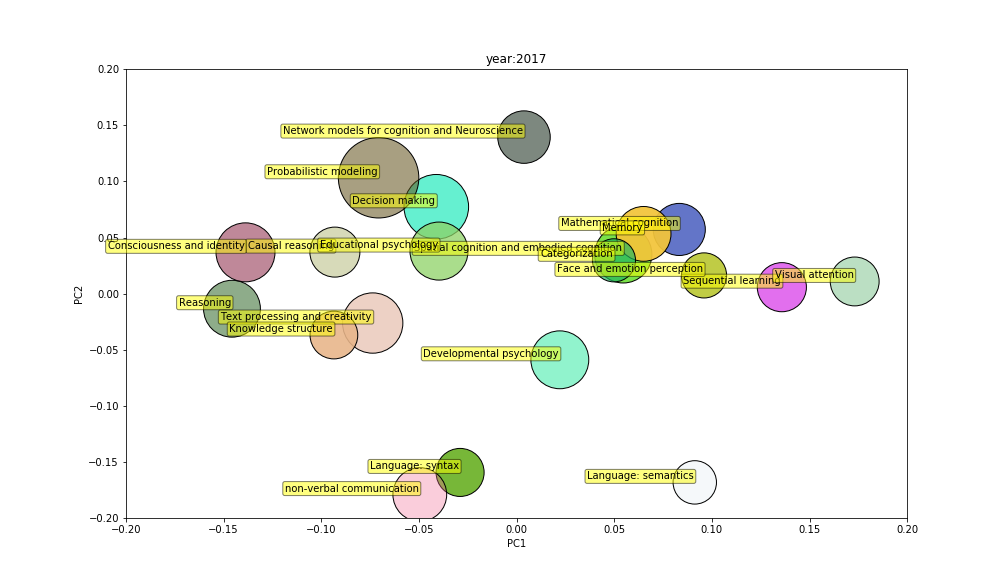 year:2017
0.20
0.15
0.10
0.05
0.00
−0.05
−0.10
−0.15
−0.20
PC2
Network models for cognition and Neuroscience
Probabilistic modeling
Decision making
Mathematical cognition
Memory
Consciousness and identity
Causal reasoning
Educational psychology
cognition and embodied cognition
Categorization
Face and emotion perception
Visual attention
Sequential learning
Reasoning
Text processing and creativity
Knowledge structure
Developmental psychology
Language: syntax
Language: semantics
non-verbal communication
−0.20
−0.15
−0.10
−0.05
0.00
0.05
0.10
0.15
0.20
PC1